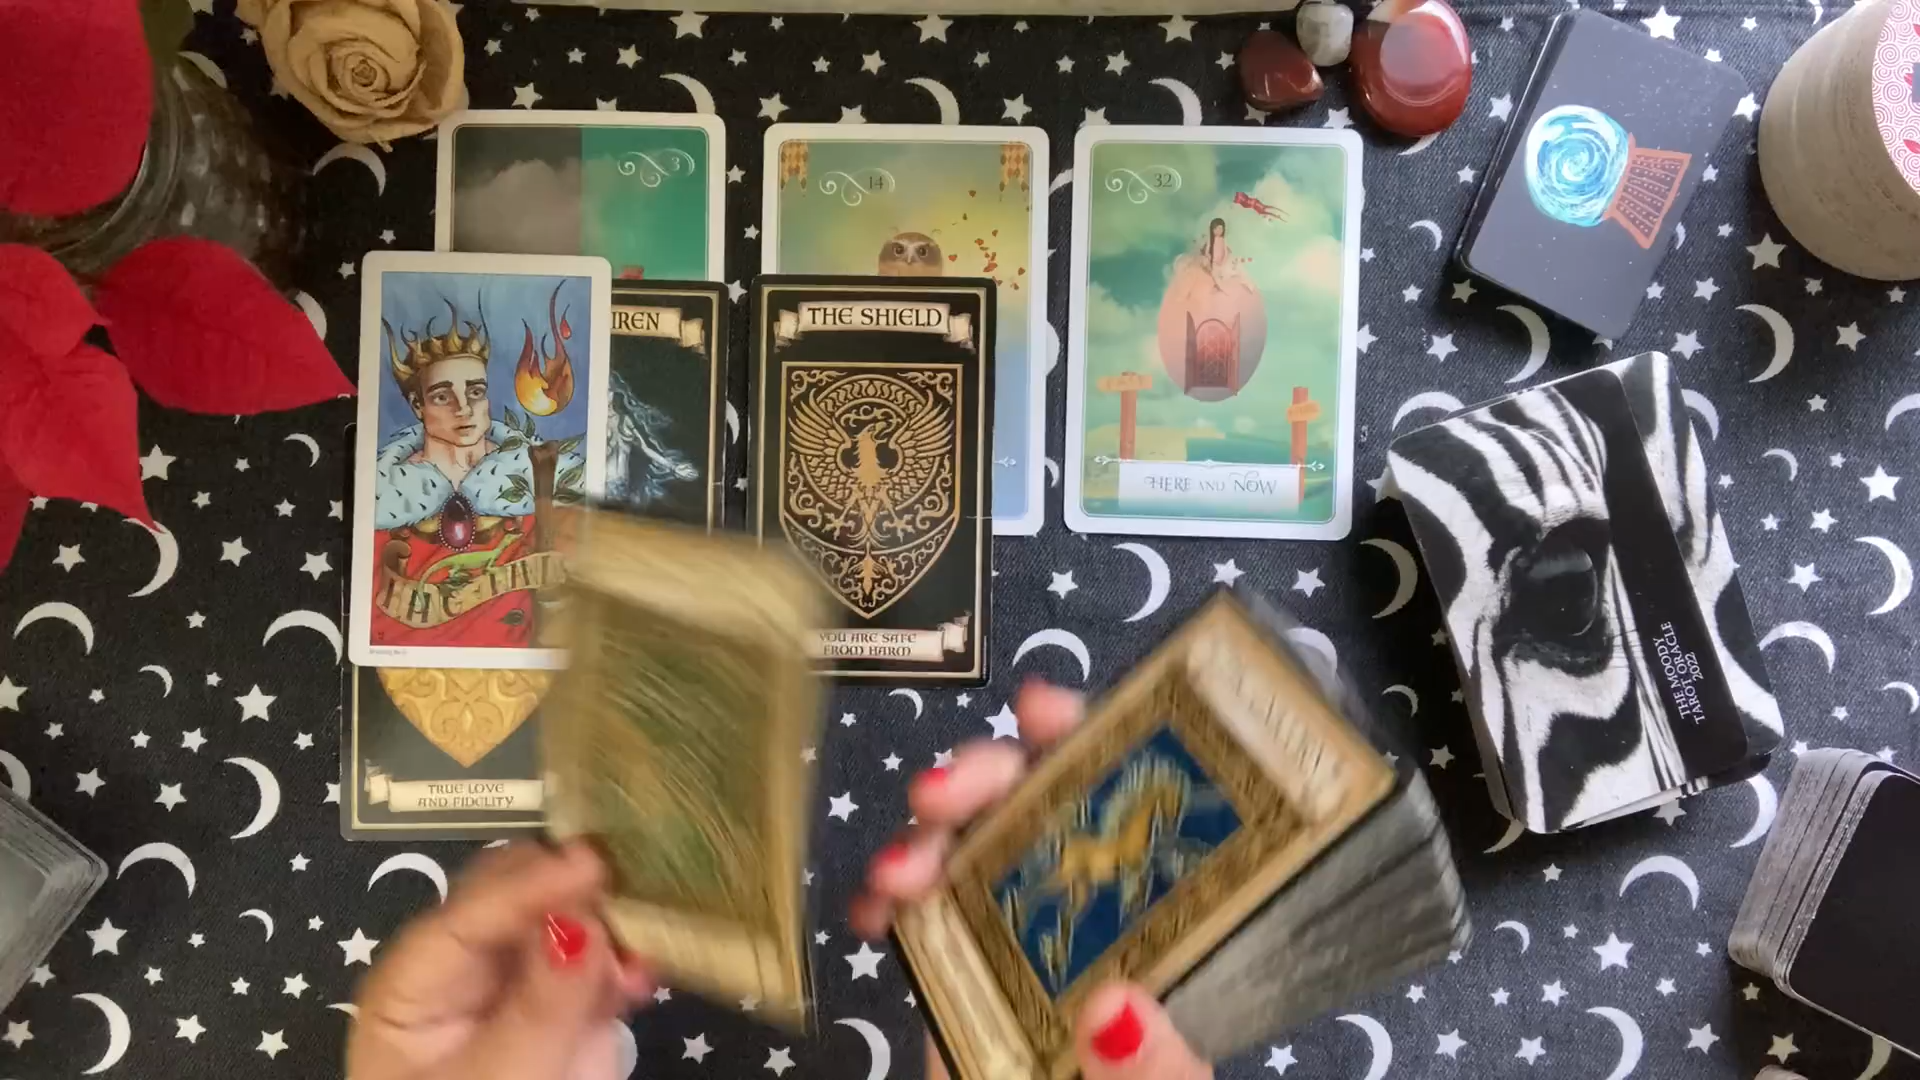 3
14
32
THE SHIELD
IREN
HERE AND NOW
YOU ARE SAFE
FROM HARM
THE MOODY
TAROT ORACLE
2022
TRUE LOVE
AND FIDELITY